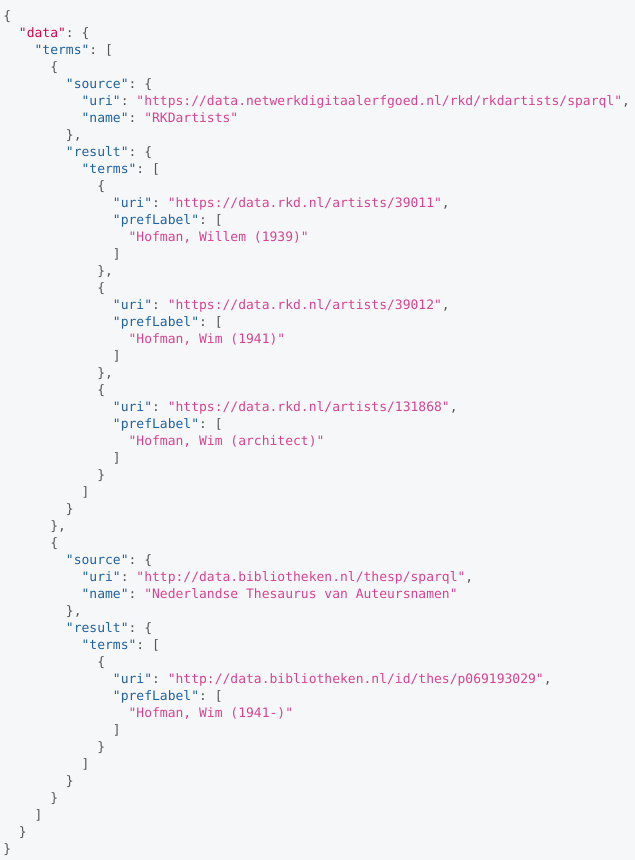 {
  "data": {
    "terms": [
      {
        "source": {
          "uri": "https://data.netwerkdigitaalerfgoed.nl/rkd/rkdartists/sparql",
          "name": "RKDartists"
        },
        "result": {
          "terms": [
            {
              "uri": "https://data.rkd.nl/artists/39011",
              "prefLabel": [
                "Hofman, Willem (1939)"
              ]
            },
            {
              "uri": "https://data.rkd.nl/artists/39012",
              "prefLabel": [
                "Hofman, Wim (1941)"
              ]
            },
            {
              "uri": "https://data.rkd.nl/artists/131868",
              "prefLabel": [
                "Hofman, Wim (architect)"
              ]
            }
          ]
        }
      },
      {
        "source": {
          "uri": "http://data.bibliotheken.nl/thesp/sparql",
          "name": "Nederlandse Thesaurus van Auteursnamen"
        },
        "result": {
          "terms": [
            {
              "uri": "http://data.bibliotheken.nl/id/thes/p069193029",
              "prefLabel": [
                "Hofman, Wim (1941-)"
              ]
            }
          ]
        }
      }
    ]
  }
}